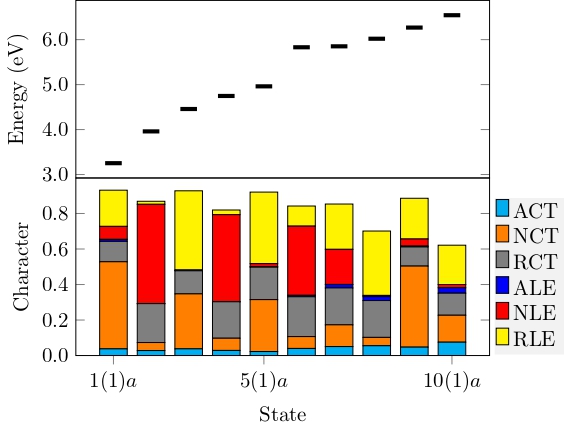 Energy (eV)
6.0
5.0
4.0
3.0
Character
0.8
0.6
0.4
0.2
0.0
1(1)a 5(1)a 10(1)a
State
ACT
NCT
RCT
ALE
NLE
RLE